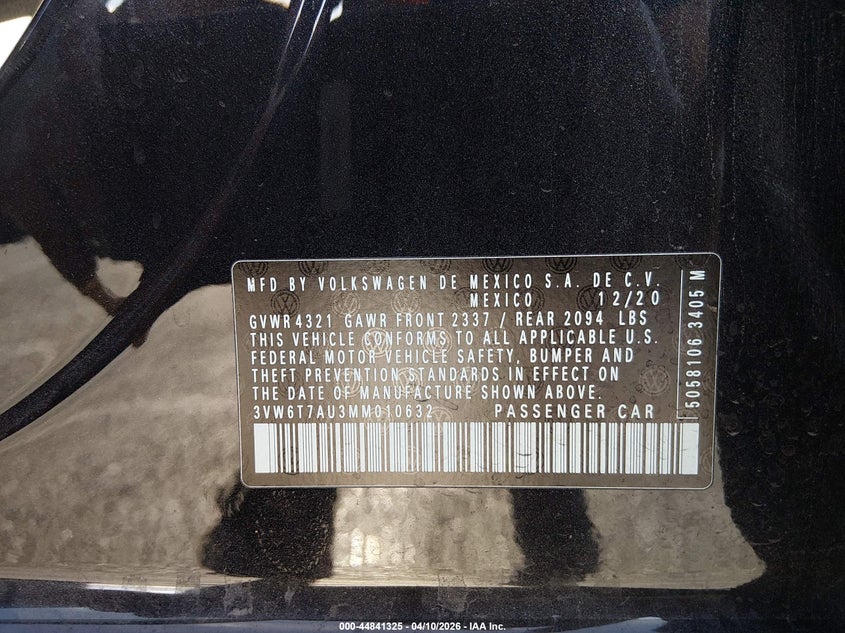 MFD BY VOLKSWAGEN DE MEXICO S.A. DE C.V.
MEXICO 12/20
GVWR 4321 GAWR FRONT 2337 / REAR 2094 LBS
THIS VEHICLE CONFORMS TO ALL APPLICABLE U.S.
FEDERAL MOTOR VEHICLE SAFETY, BUMPER AND
THEFT PREVENTION STANDARDS IN EFFECT ON
THE DATE OF MANUFACTURE SHOWN ABOVE.
3VW6T7AU3MM010632 PASSENGER CAR
5058106 3405 M
000-44841325 - 04/10/2026 - IAA Inc.